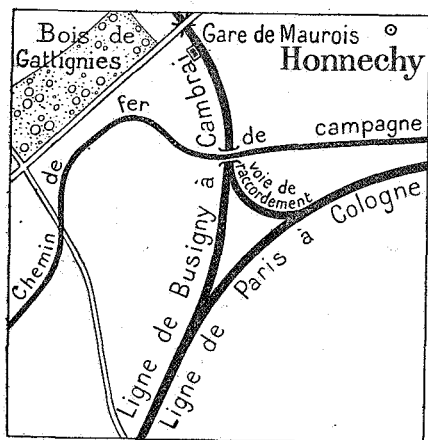 Bois de
Gattignies
Gare de Maurois
Honnechy
Chemin de fer de campagne
voie de
raccordement
Ligne de Busigny à Cambrai
Ligne de Paris à Cologne